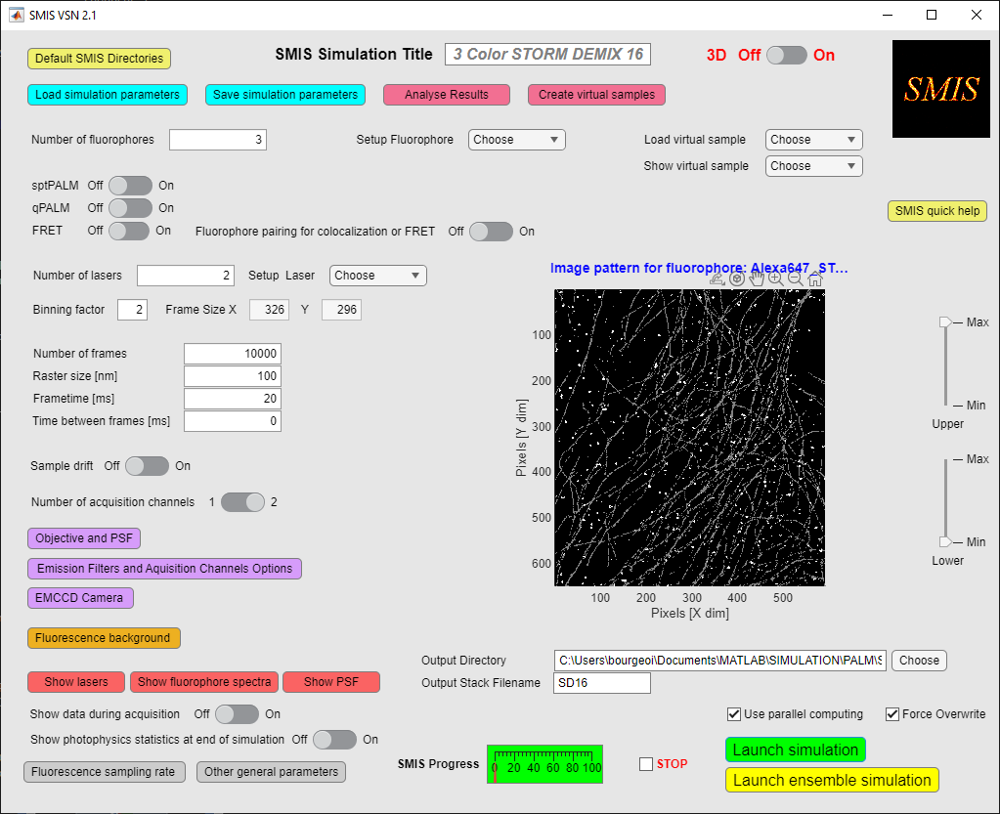 SMIS VSN 2.1
Default SMIS Directories
SMIS Simulation Title 3 Color STORM DEMIX 16
3D Off On
SMIS
Load simulation parameters Save simulation parameters Analyse Results Create virtual samples
Number of fluorophores 3 Setup Fluorophore Choose Load virtual sample Choose
Show virtual sample Choose
sptPALM Off On
qPALM Off On
SMIS quick help
FRET Off On Fluorophore pairing for colocalization or FRET Off On
Number of lasers 2 Setup Laser Choose
Image pattern for fluorophore: Alexa647_ST...
Binning factor 2 Frame Size X 326 Y 296
Number of frames 10000
Raster size [nm] 100
Frametime [ms] 20
Time between frames [ms] 0
100
200
300
400
500
600
Pixels [Y dim]
100 200 300 400 500
Pixels [X dim]
Max
Min
Upper
Max
Min
Lower
Sample drift Off On
Number of acquisition channels 1 2
Objective and PSF
Emission Filters and Aquisition Channels Options
EMCCD Camera
Fluorescence background
Output Directory C:\Users\bourgeoi\Documents\MATLAB\SIMULATION\PALM\S Choose
Show lasers Show fluorophore spectra Show PSF
Output Stack Filename SD16
Show data during acquisition Off On
Use parallel computing Force Overwrite
Show photophysics statistics at end of simulation Off On
Launch simulation
Fluorescence sampling rate Other general parameters
SMIS Progress 0 20 40 60 80 100
STOP
Launch ensemble simulation